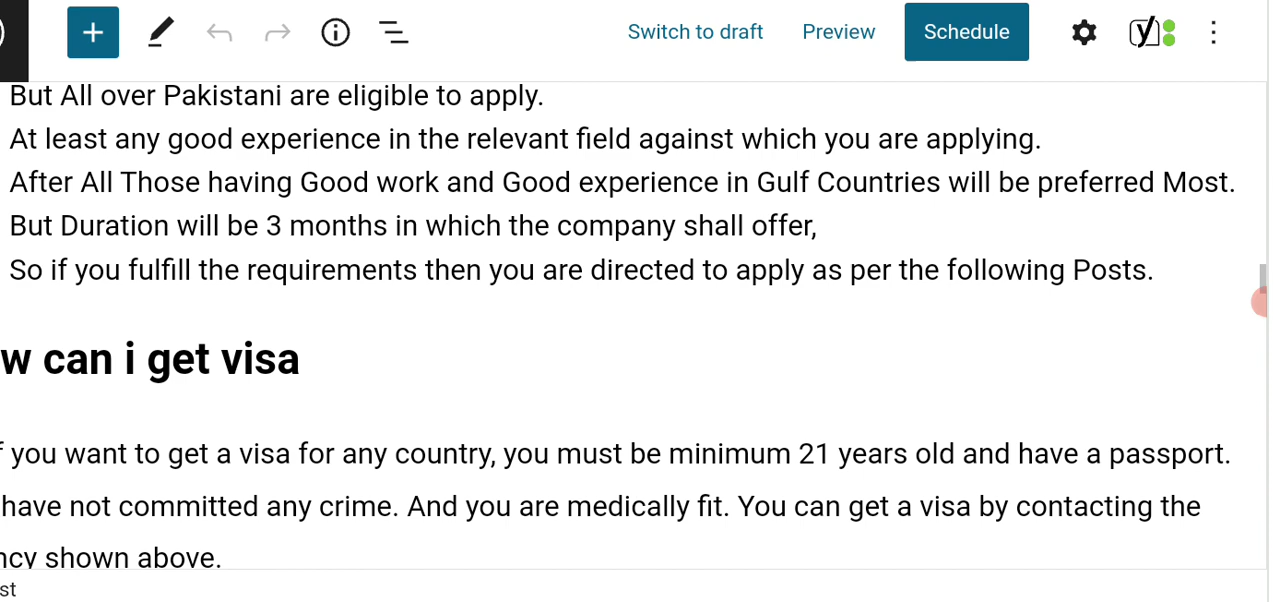 Switch to draft Preview Schedule
But All over Pakistani are eligible to apply.
At least any good experience in the relevant field against which you are applying.
After All Those having Good work and Good experience in Gulf Countries will be preferred Most.
But Duration will be 3 months in which the company shall offer,
So if you fulfill the requirements then you are directed to apply as per the following Posts.
w can i get visa
f you want to get a visa for any country, you must be minimum 21 years old and have a passport.
have not committed any crime. And you are medically fit. You can get a visa by contacting the
ncy shown above.
st